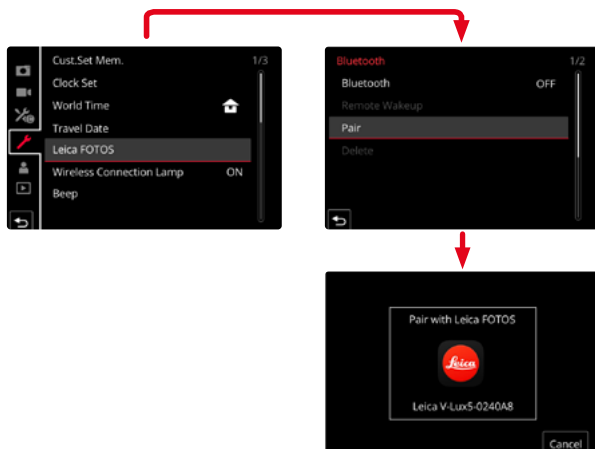 Cust.Set Mem. 1/3
Clock Set
World Time
Travel Date
Leica FOTOS
Wireless Connection Lamp ON
Beep
Bluetooth 1/2
Bluetooth OFF
Remote Wakeup
Pair
Delete
Pair with Leica FOTOS
Leica
Leica V-Lux5-0240A8
Cancel